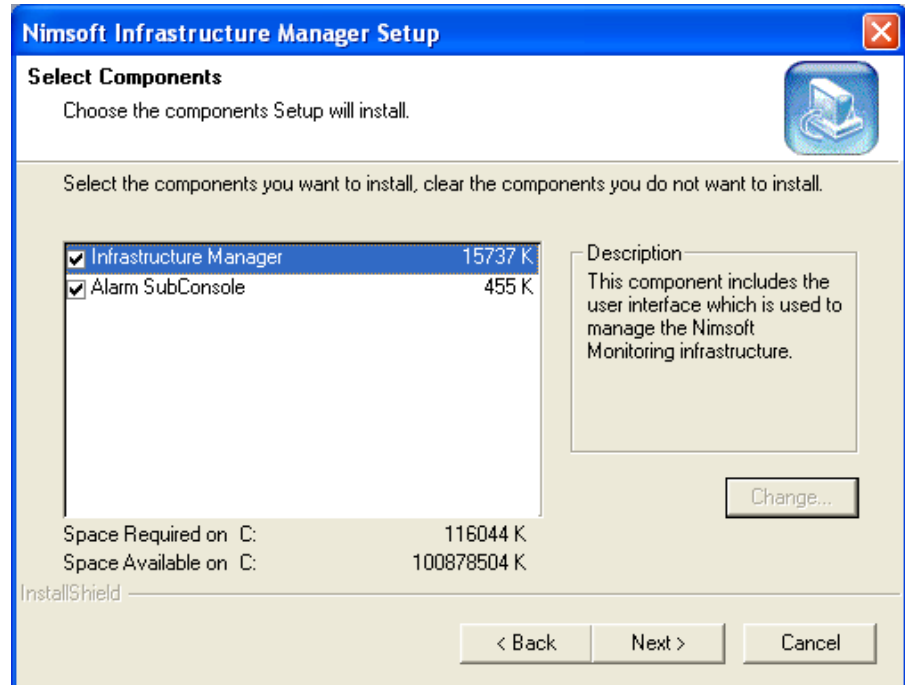 Nimsoft Infrastructure Manager Setup
Select Components
Choose the components Setup will install.
Select the components you want to install, clear the components you do not want to install.
Infrastructure Manager 15737 K
Alarm SubConsole 455 K
Description
This component includes the
user interface which is used to
manage the Nimsoft
Monitoring infrastructure.
Change...
Space Required on C: 116044 K
Space Available on C: 100878504 K
InstallShield
< Back Next > Cancel